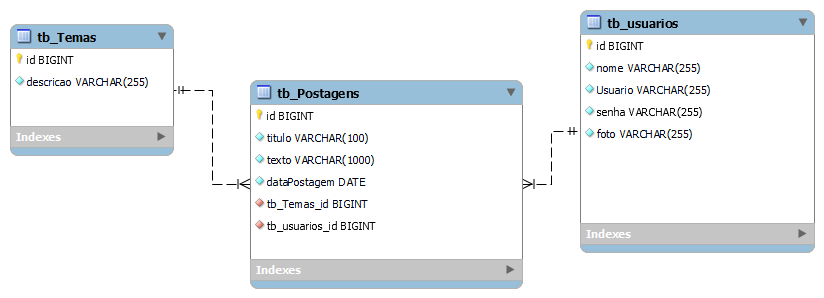 tb_Temas
id BIGINT
descricao VARCHAR(255)
Indexes
tb_Postagens
id BIGINT
titulo VARCHAR(100)
texto VARCHAR(1000)
dataPostagem DATE
tb_Temas_id BIGINT
tb_usuarios_id BIGINT
Indexes
tb_usuarios
id BIGINT
nome VARCHAR(255)
Usuario VARCHAR(255)
senha VARCHAR(255)
foto VARCHAR(255)
Indexes